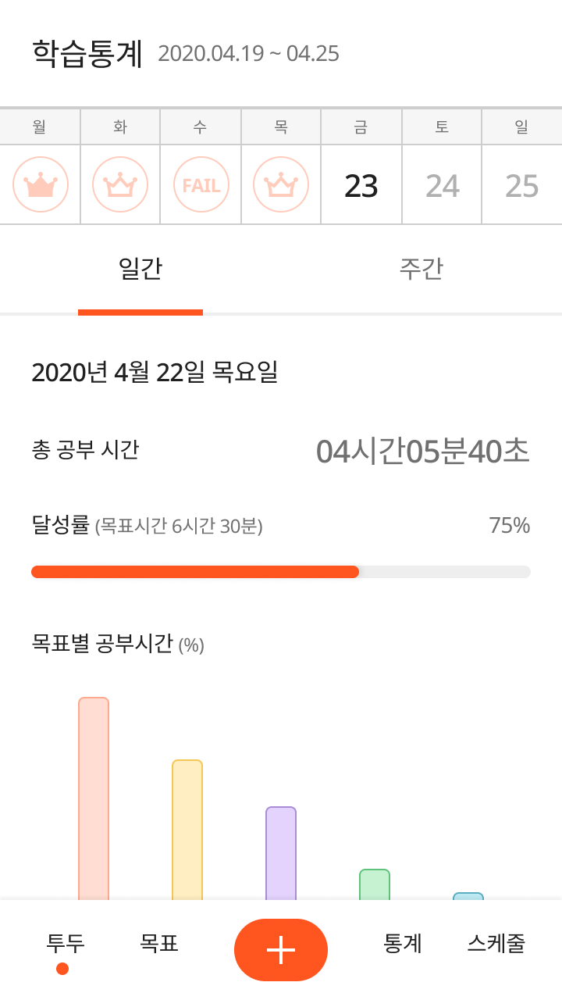 학습통계 2020.04.19 ~ 04.25
월 화 수 목 금 토 일
FAIL 23 24 25
일간 주간
2020년 4월 22일 목요일
총 공부 시간 04시간05분40초
달성률 (목표시간 6시간 30분) 75%
목표별 공부시간 (%)
투두 목표 통계 스케줄